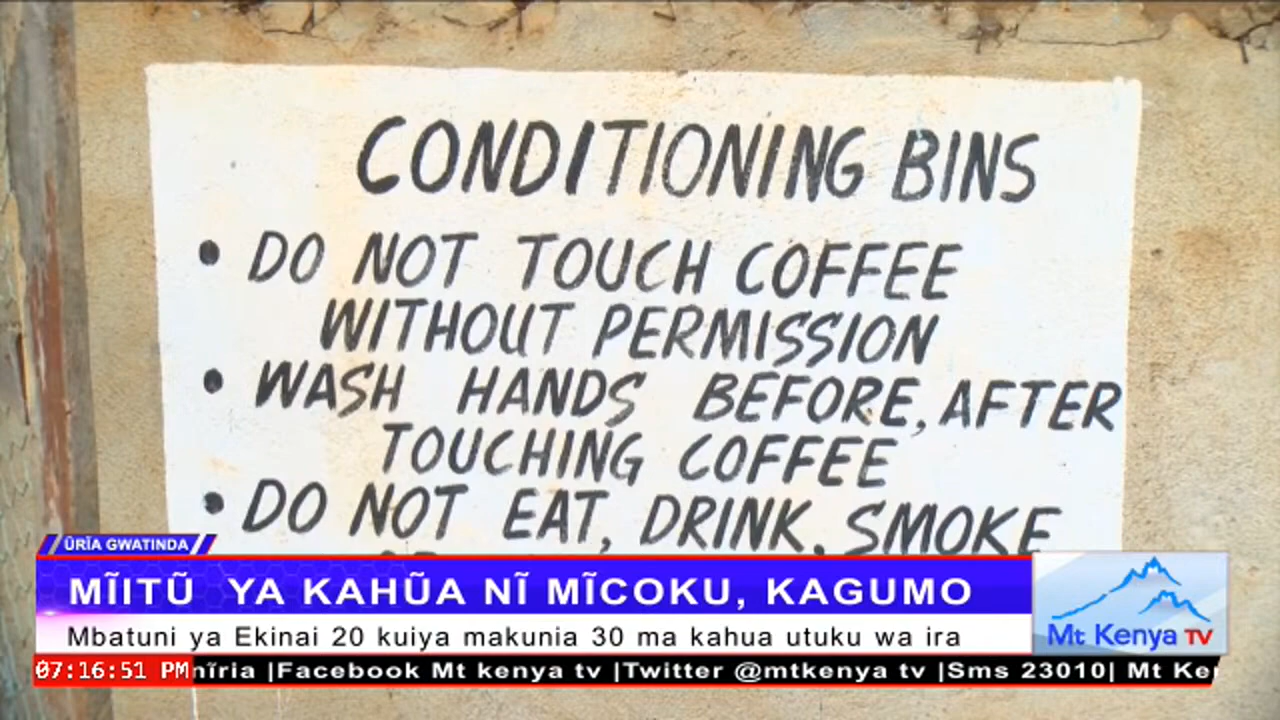 CONDITIONING BINS
• DO NOT TOUCH COFFEE
WITHOUT PERMISSION
• WASH HANDS BEFORE, AFTER
TOUCHING COFFEE
• DO NOT EAT, DRINK, SMOKE
ŨRĨA GWATINDA
MĨITŨ YA KAHŨA NĨ MĨCOKU, KAGUMO
Mbatuni ya Ekinai 20 kuiya makunia 30 ma kahua utuku wa ira
Mt Kenya TV
07:16:51 PM nĩria |Facebook Mt kenya tv |Twitter @mtkenya tv |Sms 23010| Mt Ke